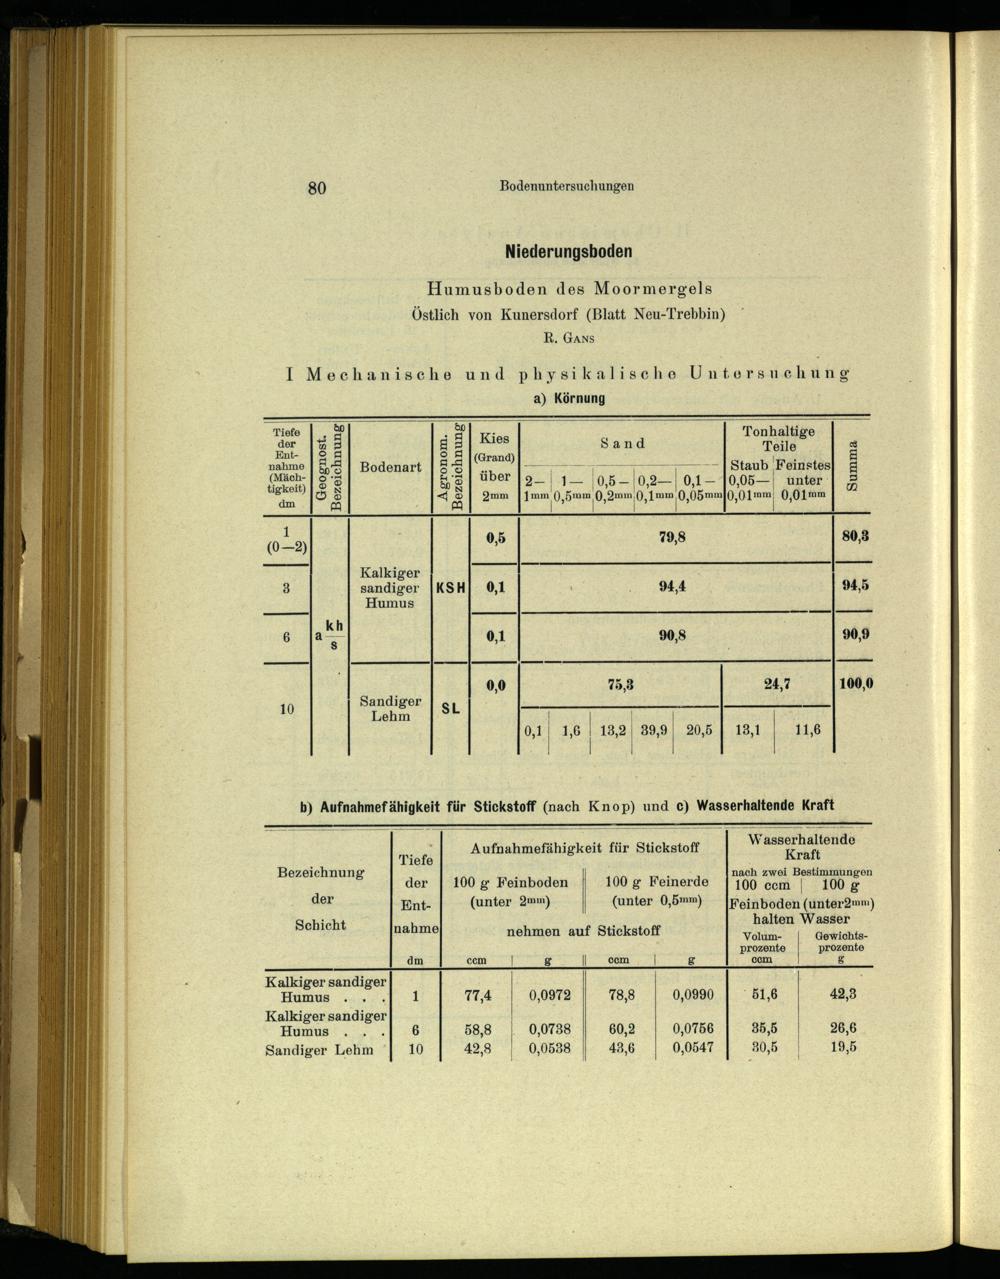 80 Bodenuntersuchungen
Niederungsboden
Humusboden des Moormergels
Östlich von Kunersdorf (Blatt Neu-Trebbin)
R. GANS
I Mechanische und physikalische Untersuchung
a) Körnung
Tiefe der Entnahme (Mächtigkeit) dm | Geognost. Bezeichnung | Bodenart | Agronom. Bezeichnung | Kies (Grand) über 2mm | Sand | Tonhaltige Teile | Summa
2—1mm | 1—0,5mm | 0,5—0,2mm | 0,2—0,1mm | 0,1—0,05mm | Staub 0,05—0,01mm | Feinstes unter 0,01mm
1 (0—2) | a kh/s | Kalkiger sandiger Humus | KSH | 0,5 | 79,8 | 80,3
3 | 0,1 | 94,4 | 94,5
6 | 0,1 | 90,8 | 90,9
10 | Sandiger Lehm | SL | 0,0 | 75,3 | 24,7 | 100,0
0,1 | 1,6 | 13,2 | 39,9 | 20,5 | 13,1 | 11,6
b) Aufnahmefähigkeit für Stickstoff (nach Knop) und c) Wasserhaltende Kraft
Bezeichnung der Schicht | Tiefe der Entnahme dm | Aufnahmefähigkeit für Stickstoff | Wasserhaltende Kraft
100 g Feinboden (unter 2mm) | 100 g Feinerde (unter 0,5mm) | nach zwei Bestimmungen
nehmen auf Stickstoff | 100 ccm | 100 g
Feinboden (unter 2mm) halten Wasser
Volumprozente | Gewichtsprozente
ccm | g | ccm | g | ccm | g
Kalkiger sandiger
Humus . . . | 1 | 77,4 | 0,0972 | 78,8 | 0,0990 | 51,6 | 42,3
Kalkiger sandiger
Humus . . . | 6 | 58,8 | 0,0738 | 60,2 | 0,0756 | 35,5 | 26,6
Sandiger Lehm | 10 | 42,8 | 0,0538 | 43,6 | 0,0547 | 30,5 | 19,5